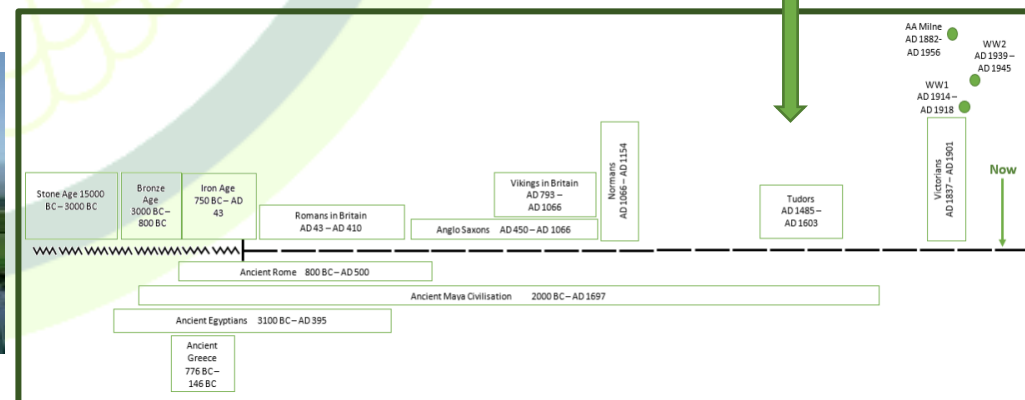 AA Milne
AD 1882-
AD 1956
WW2
AD 1939 –
AD 1945
WW1
AD 1914 –
AD 1918
Stone Age 15000
BC – 3000 BC
Bronze
Age
3000 BC –
800 BC
Iron Age
750 BC – AD
43
Romans in Britain
AD 43 – AD 410
Vikings in Britain
AD 793 –
AD 1066
Anglo Saxons AD 450 – AD 1066
Normans
AD 1066 – AD 1154
Tudors
AD 1485 –
AD 1603
Victorians
AD 1837 – AD 1901
Now
Ancient Rome 800 BC – AD 500
Ancient Maya Civilisation 2000 BC – AD 1697
Ancient Egyptians 3100 BC – AD 395
Ancient
Greece
776 BC –
146 BC